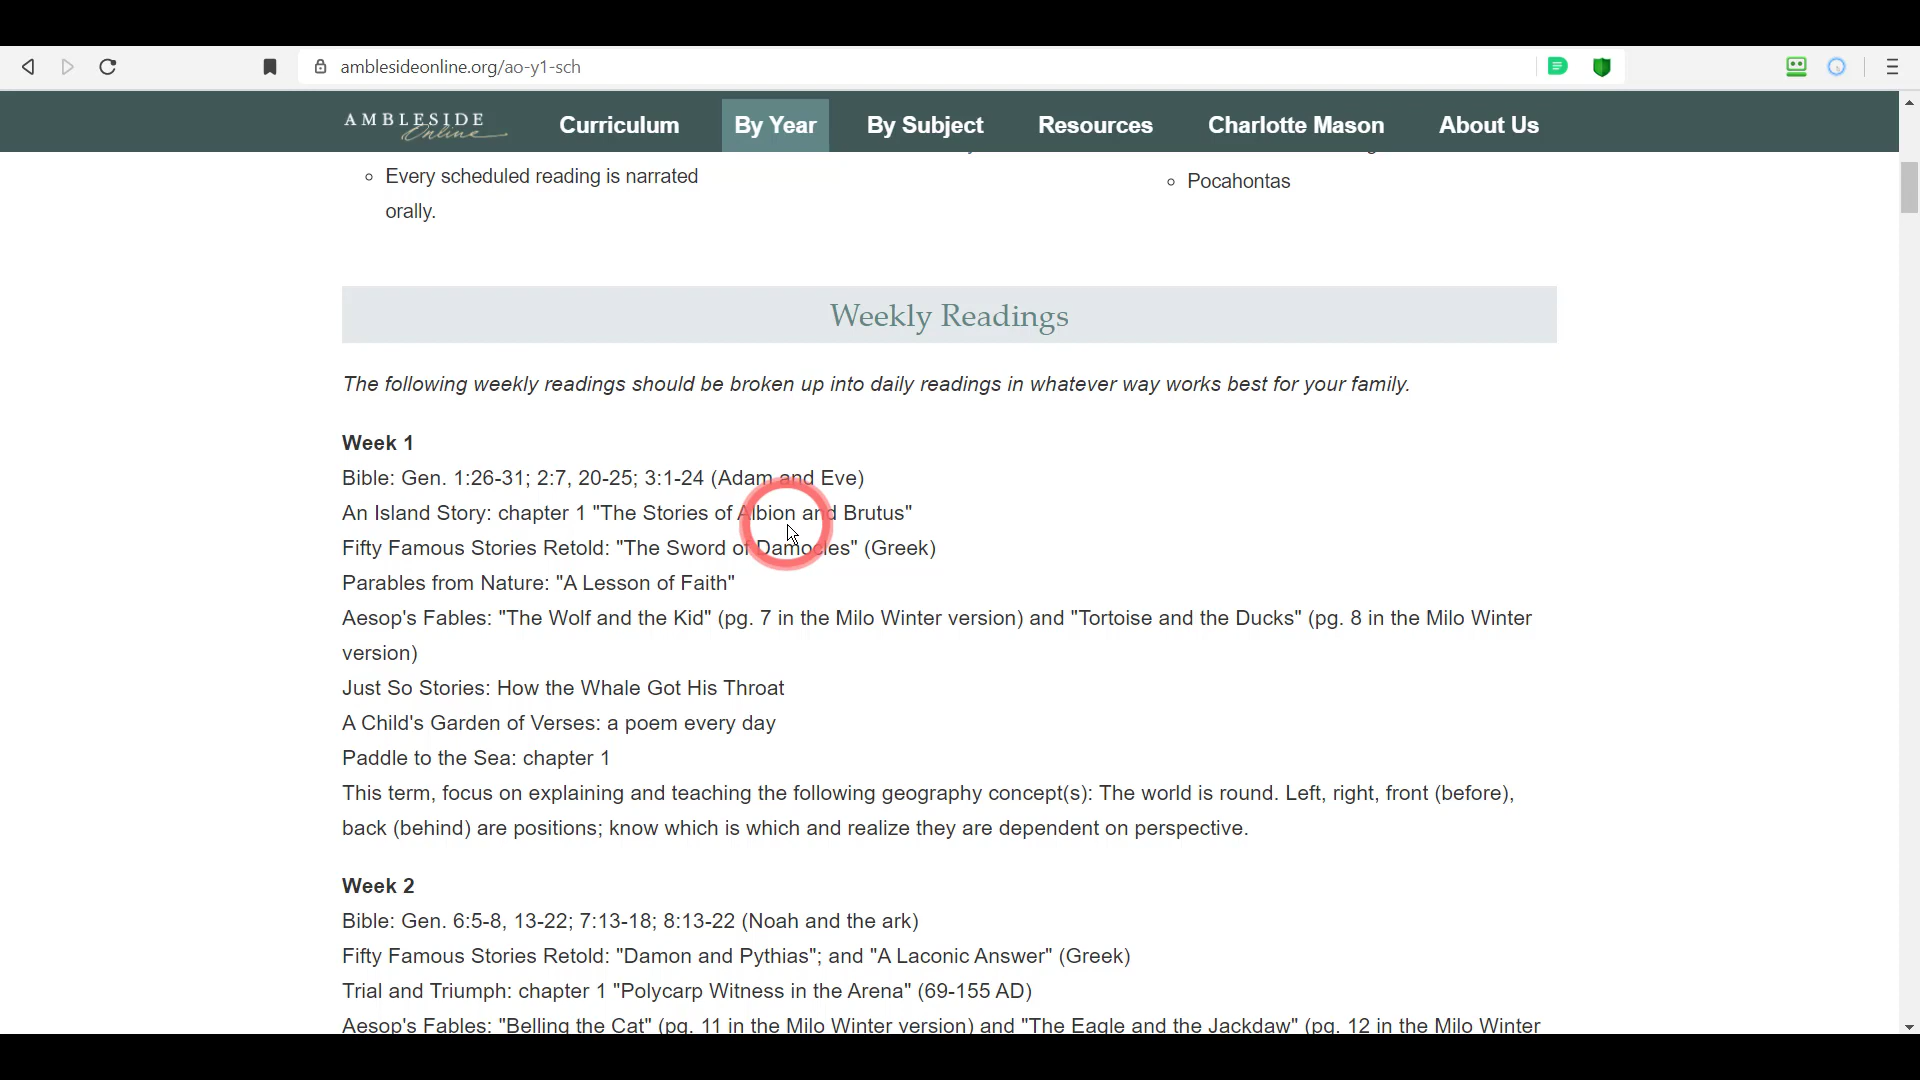 amblesideonline.org/ao-y1-sch
AMBLESIDE
Online
Curriculum
By Year
By Subject
Resources
Charlotte Mason
About Us
Every scheduled reading is narrated
orally.
Pocahontas
Weekly Readings
The following weekly readings should be broken up into daily readings in whatever way works best for your family.
Week 1
Bible: Gen. 1:26-31; 2:7, 20-25; 3:1-24 (Adam and Eve)
An Island Story: chapter 1 "The Stories of Albion and Brutus"
Fifty Famous Stories Retold: "The Sword of Damocles" (Greek)
Parables from Nature: "A Lesson of Faith"
Aesop's Fables: "The Wolf and the Kid" (pg. 7 in the Milo Winter version) and "Tortoise and the Ducks" (pg. 8 in the Milo Winter
version)
Just So Stories: How the Whale Got His Throat
A Child's Garden of Verses: a poem every day
Paddle to the Sea: chapter 1
This term, focus on explaining and teaching the following geography concept(s): The world is round. Left, right, front (before),
back (behind) are positions; know which is which and realize they are dependent on perspective.
Week 2
Bible: Gen. 6:5-8, 13-22; 7:13-18; 8:13-22 (Noah and the ark)
Fifty Famous Stories Retold: "Damon and Pythias"; and "A Laconic Answer" (Greek)
Trial and Triumph: chapter 1 "Polycarp Witness in the Arena" (69-155 AD)
Aesop's Fables: "Belling the Cat" (pg. 11 in the Milo Winter version) and "The Eagle and the Jackdaw" (pg. 12 in the Milo Winter